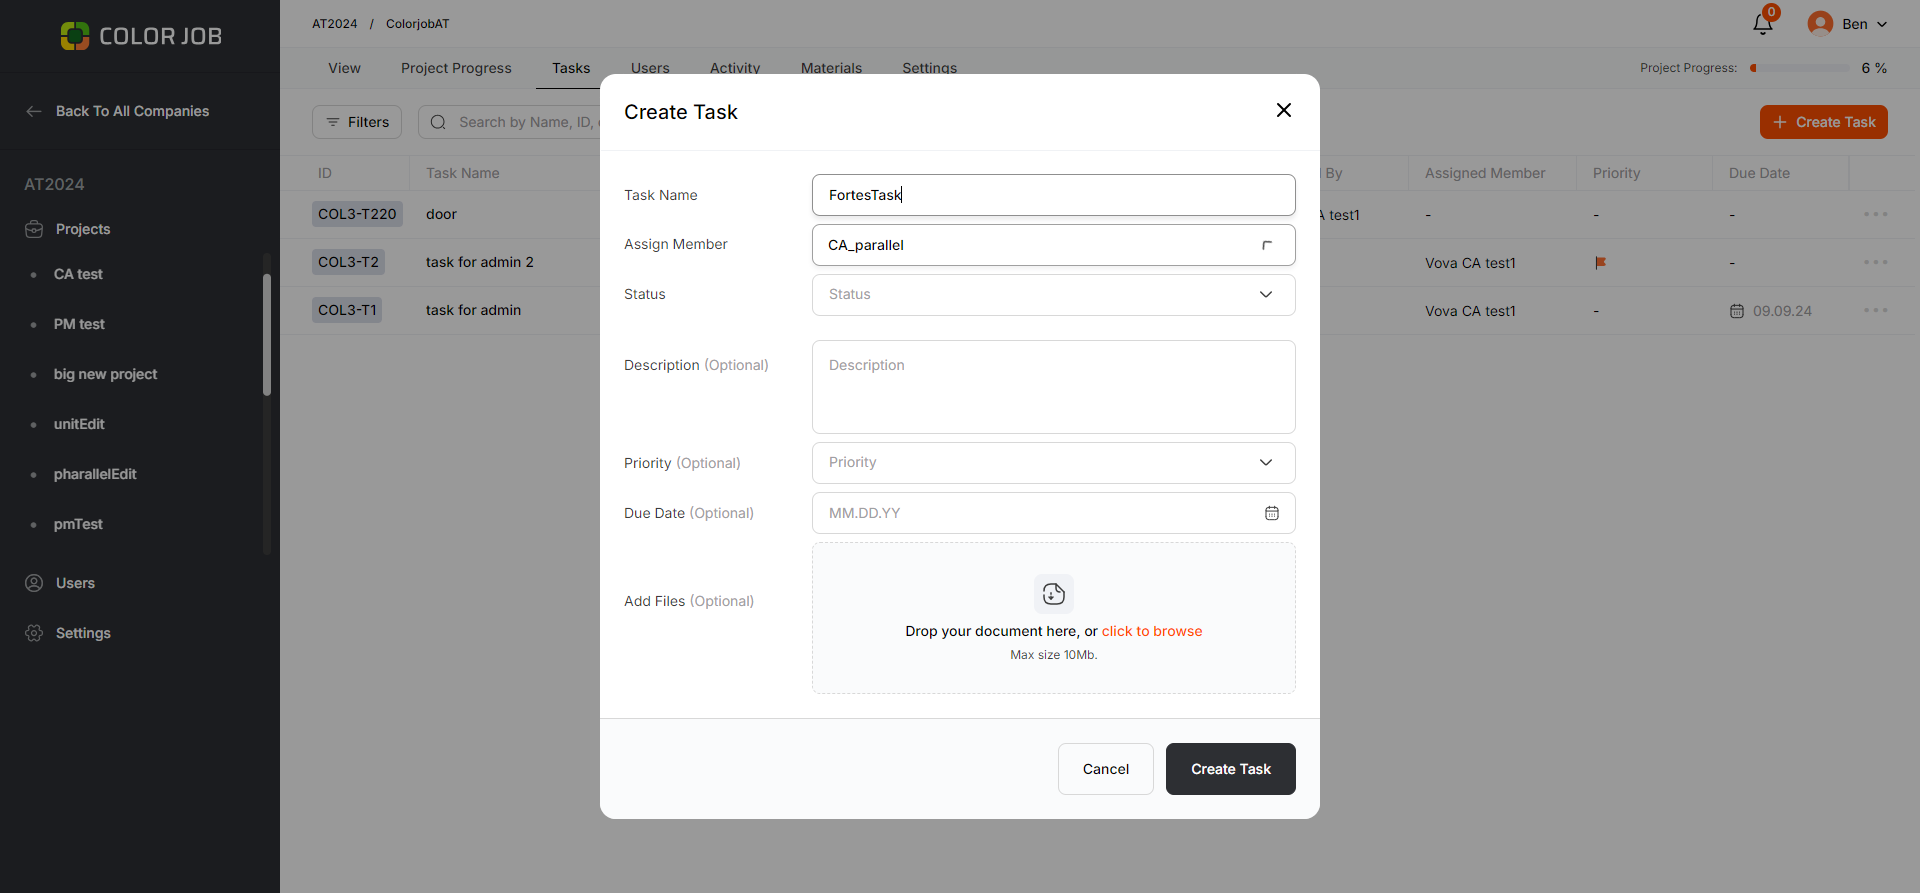 COLOR JOB
AT2024 / ColorjobAT
0
Ben
View Project Progress Tasks Users Activity Materials Settings
Project Progress: 6 %
Back To All Companies
Filters
Search by Name, ID,
Create Task
ID Task Name By Assigned Member Priority Due Date
COL3-T220 door test1 - - -
COL3-T2 task for admin 2 Vova CA test1 -
COL3-T1 task for admin Vova CA test1 - 09.09.24
AT2024
Projects
CA test
PM test
big new project
unitEdit
pharallelEdit
pmTest
Users
Settings
Create Task
Task Name FortesTask
Assign Member CA_parallel
Status Status
Description (Optional) Description
Priority (Optional) Priority
Due Date (Optional) MM.DD.YY
Add Files (Optional)
Drop your document here, or click to browse
Max size 10Mb.
Cancel Create Task